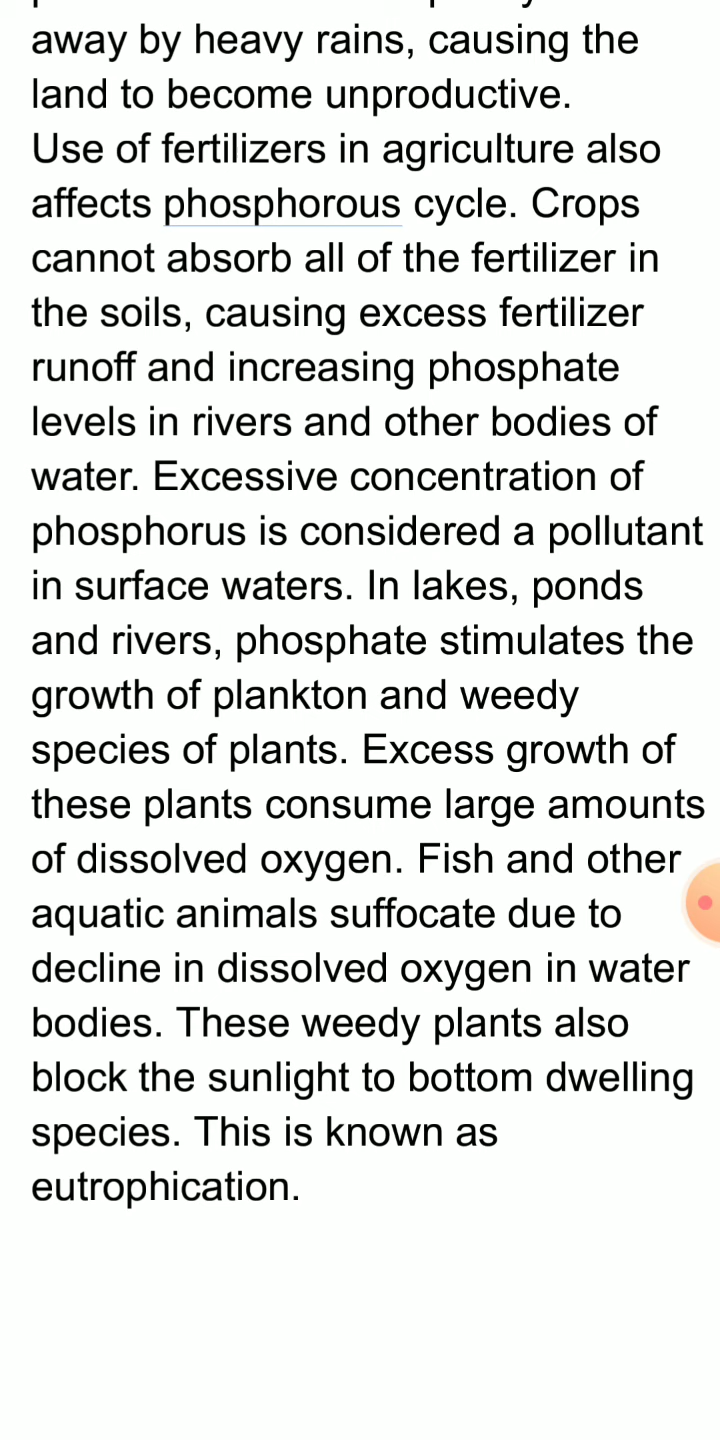 away by heavy rains, causing the
land to become unproductive.
Use of fertilizers in agriculture also
affects phosphorous cycle. Crops
cannot absorb all of the fertilizer in
the soils, causing excess fertilizer
runoff and increasing phosphate
levels in rivers and other bodies of
water. Excessive concentration of
phosphorus is considered a pollutant
in surface waters. In lakes, ponds
and rivers, phosphate stimulates the
growth of plankton and weedy
species of plants. Excess growth of
these plants consume large amounts
of dissolved oxygen. Fish and other
aquatic animals suffocate due to
decline in dissolved oxygen in water
bodies. These weedy plants also
block the sunlight to bottom dwelling
species. This is known as
eutrophication.